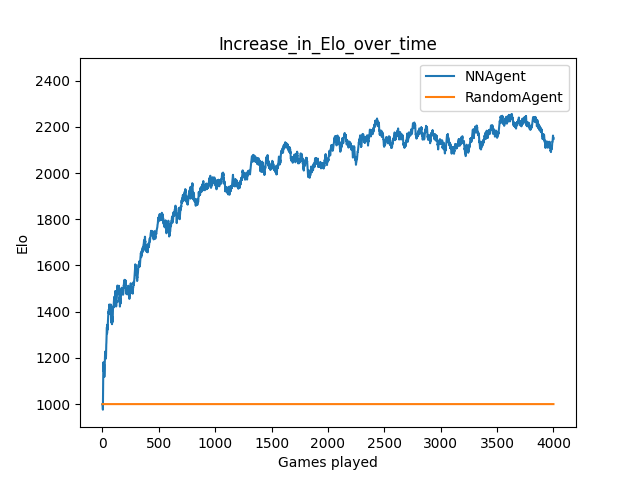 Increase_in_Elo_over_time
NNAgent
RandomAgent
2400
2200
2000
1800
1600
1400
1200
1000
Elo
0 500 1000 1500 2000 2500 3000 3500 4000
Games played